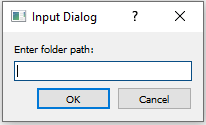 Input Dialog
Enter folder path:
OK Cancel